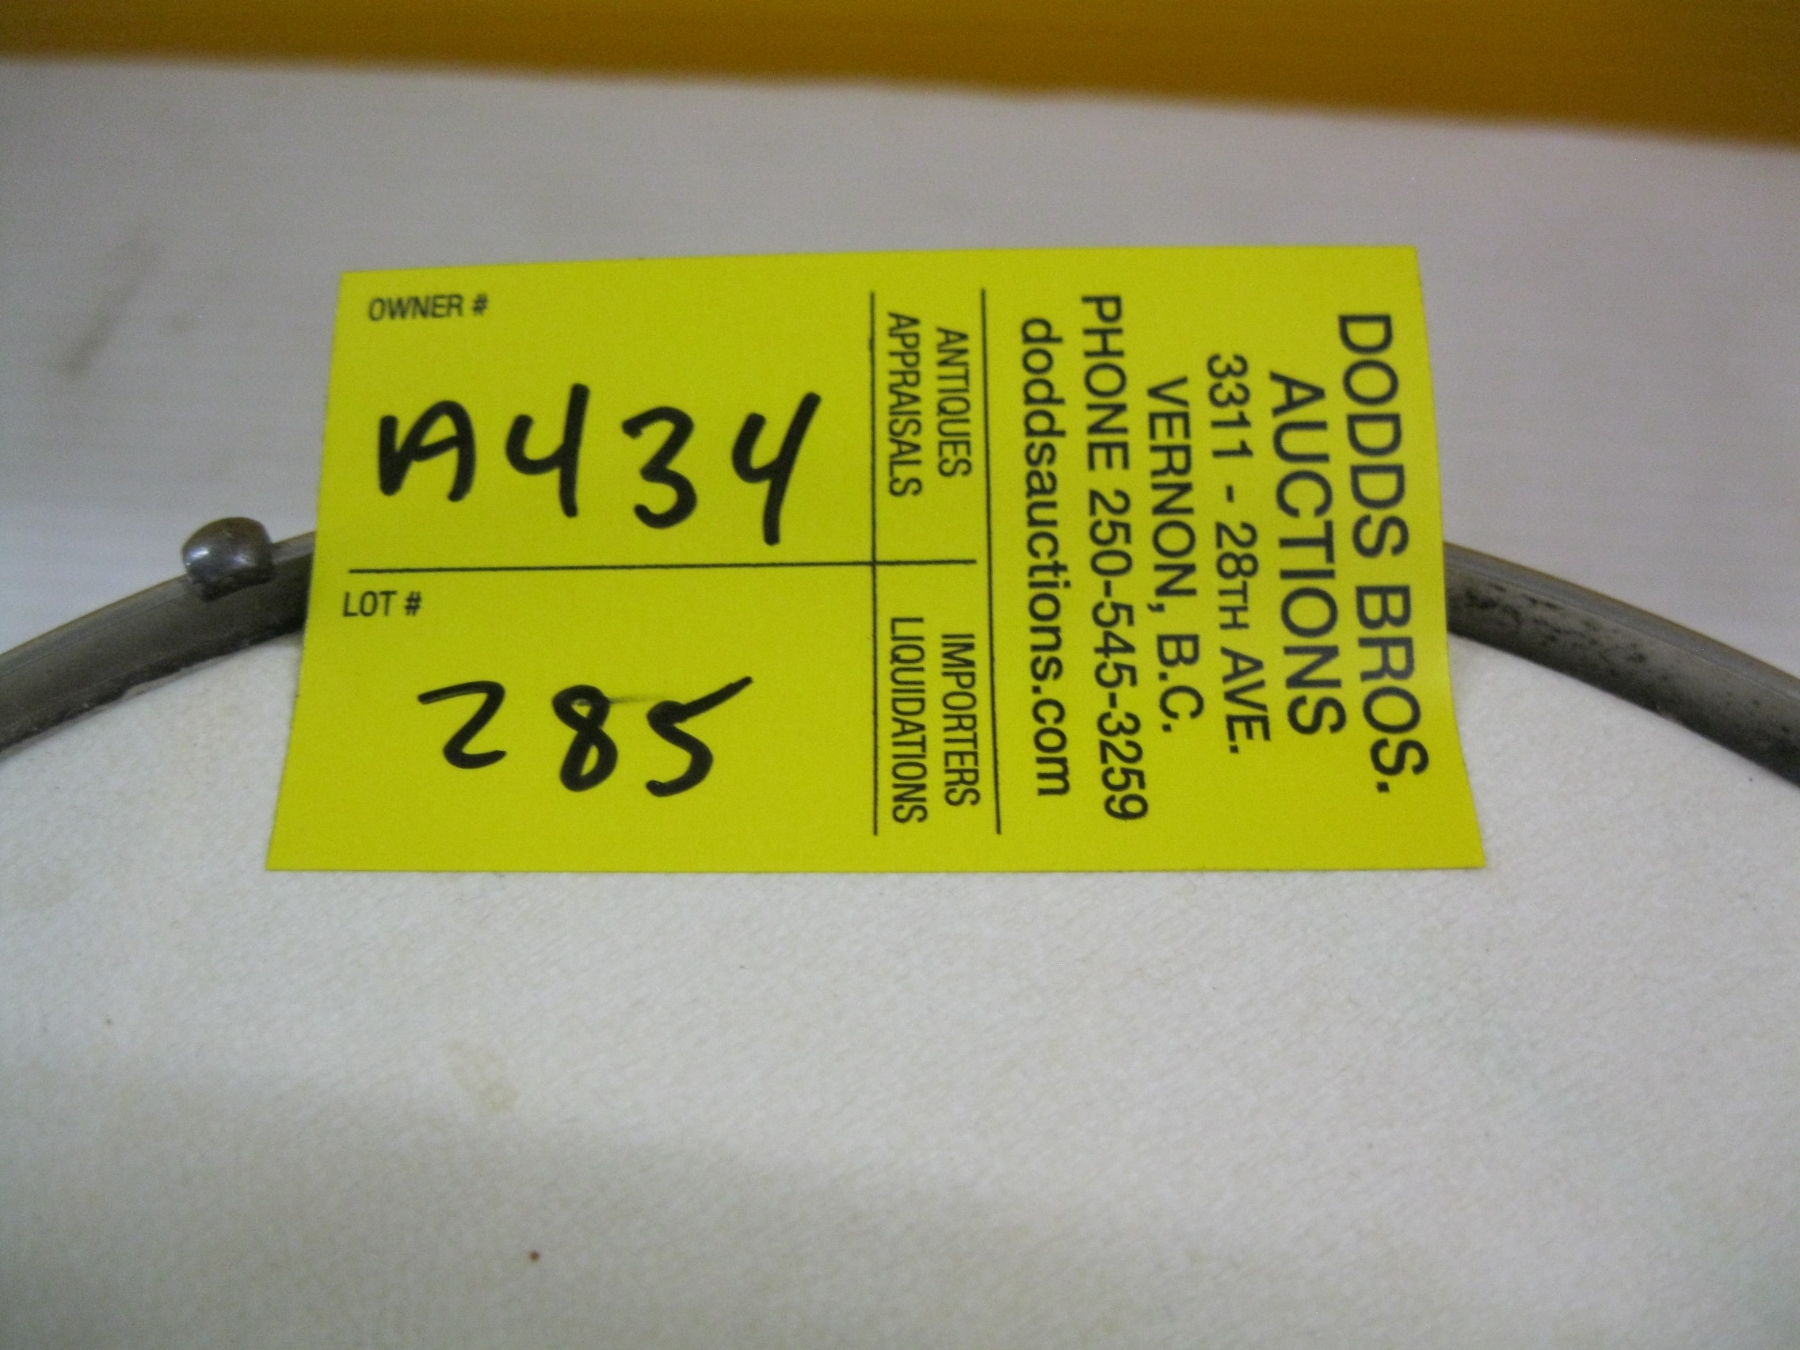 DODDS BROS.
AUCTIONS
3311 - 28TH AVE.
VERNON, B.C.
PHONE 250-545-3259
doddsauctions.com
ANTIQUES
APPRAISALS
IMPORTERS
LIQUIDATIONS
OWNER #
A434
LOT #
285